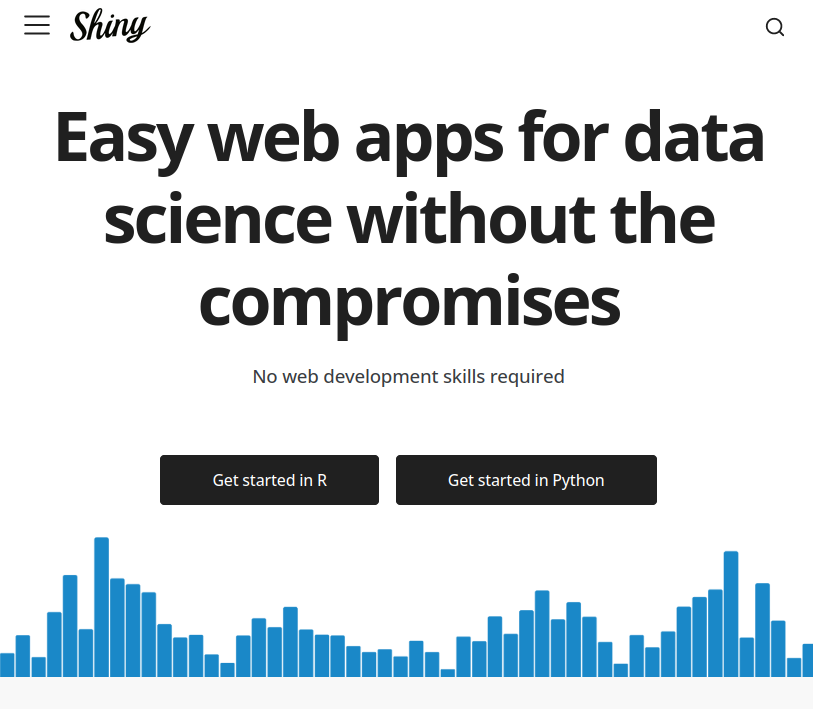 Shiny
Easy web apps for data
science without the
compromises
No web development skills required
Get started in R
Get started in Python